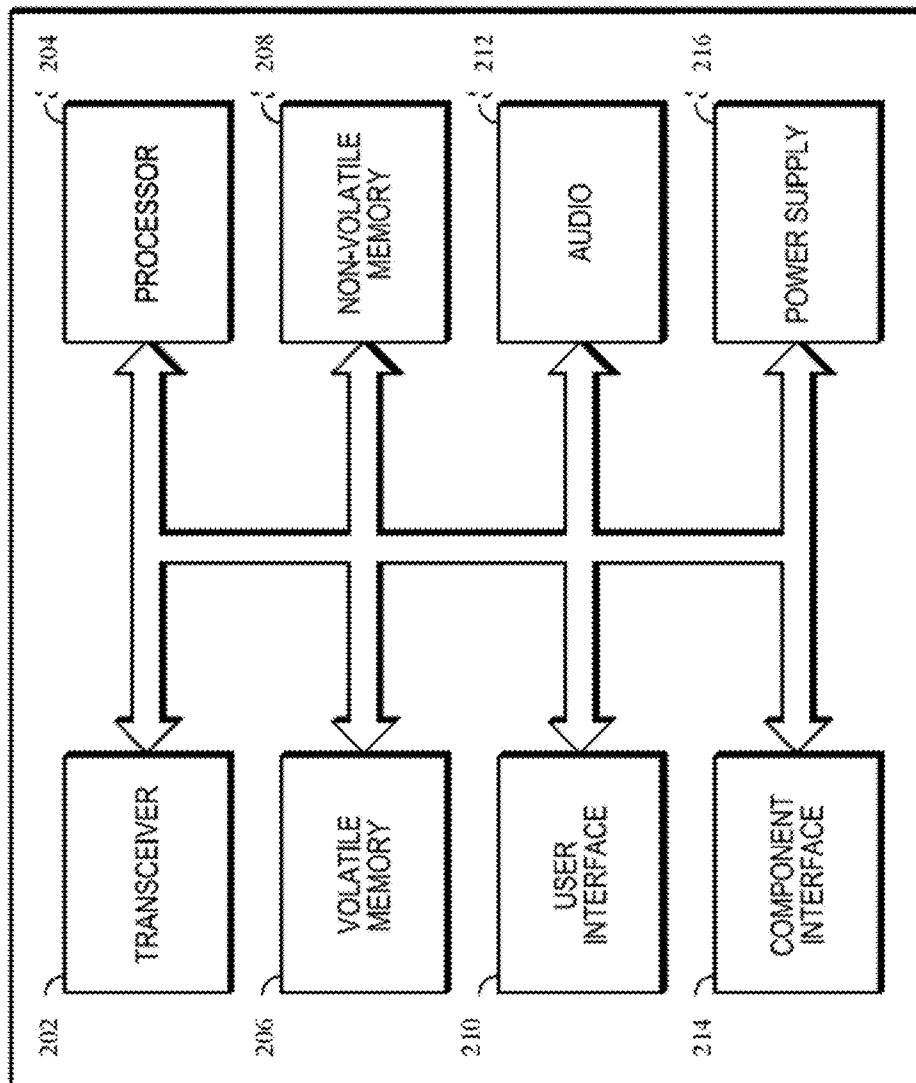 202
TRANSCEIVER
204
PROCESSOR
206
VOLATILE
MEMORY
208
NON-VOLATILE
MEMORY
210
USER
INTERFACE
212
AUDIO
214
COMPONENT
INTERFACE
216
POWER SUPPLY